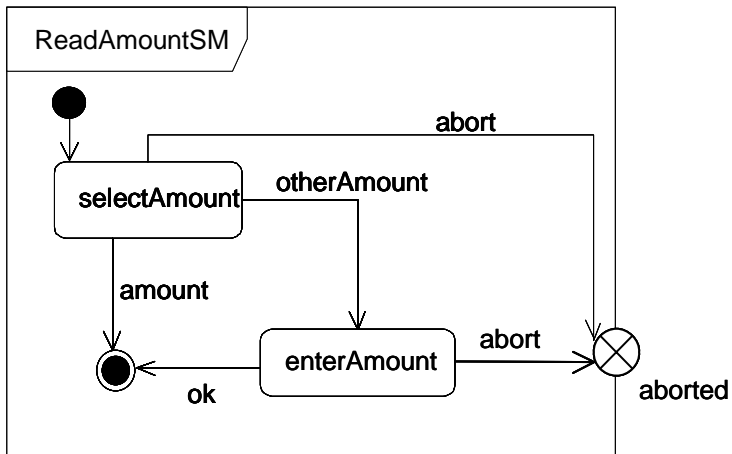 ReadAmountSM
abort
otherAmount
selectAmount
amount
abort
enterAmount
ok
aborted